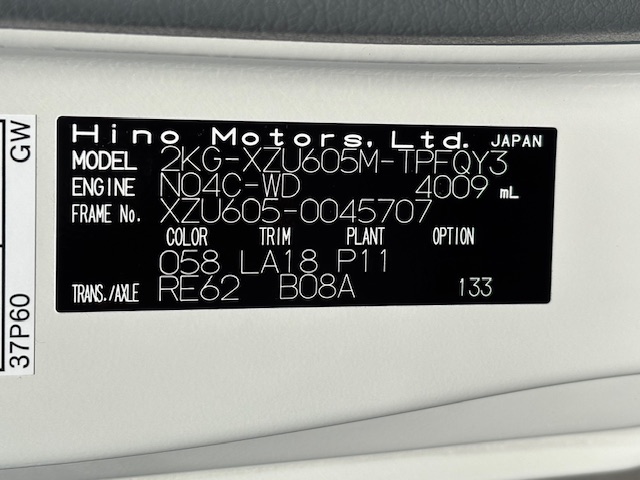 Hino Motors, Ltd. JAPAN
MODEL 2KG-XZU605M-TPFQY3
ENGINE N04C-WD 4009 mL
FRAME No. XZU605-0045707
COLOR TRIM PLANT OPTION
058 LA18 P11
TRANS./AXLE RE62 B08A 133
GW
37P60